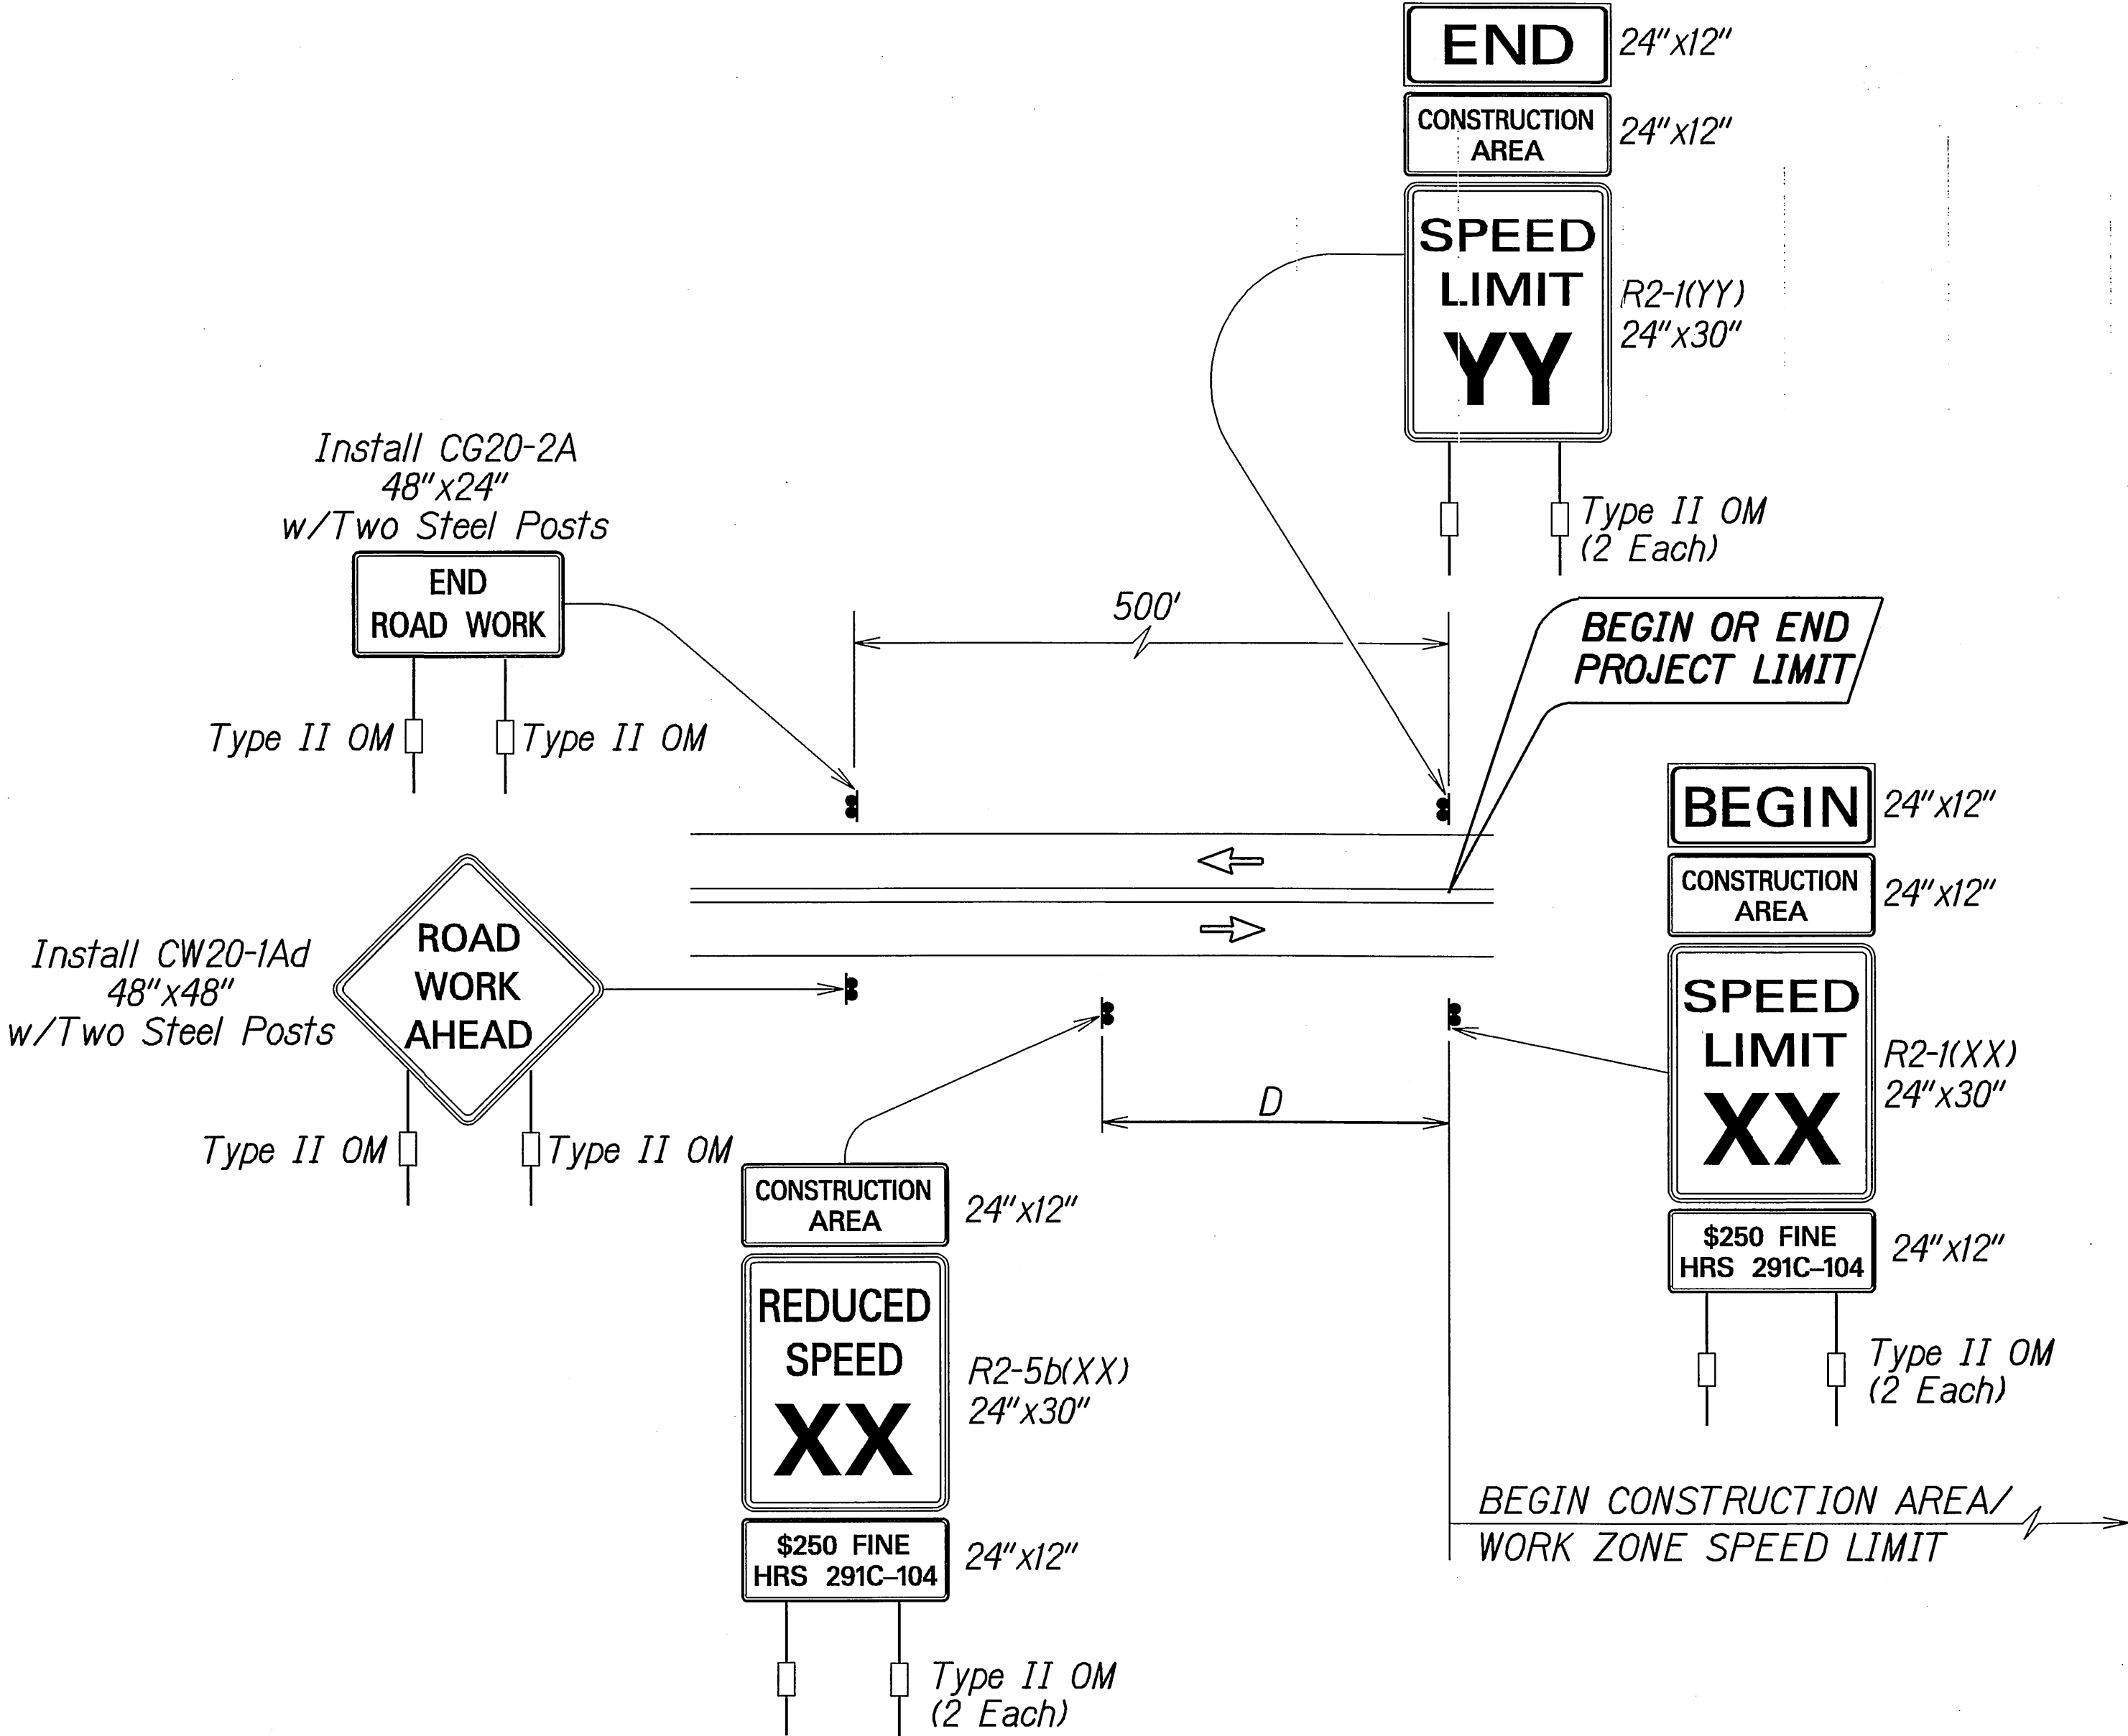 END
24"x12"
CONSTRUCTION
AREA
24"x12"
SPEED
LIMIT
YY
R2-1(YY)
24"x30"
Type II OM
(2 Each)
Install CG20-2A
48"x24"
w/Two Steel Posts
END
ROAD WORK
Type II OM
Type II OM
500'
BEGIN OR END
PROJECT LIMIT
BEGIN
24"x12"
CONSTRUCTION
AREA
24"x12"
SPEED
LIMIT
XX
R2-1(XX)
24"x30"
$250 FINE
HRS 291C–104
24"x12"
Type II OM
(2 Each)
Install CW20-1Ad
48"x48"
w/Two Steel Posts
ROAD
WORK
AHEAD
Type II OM
Type II OM
D
CONSTRUCTION
AREA
24"x12"
REDUCED
SPEED
XX
R2-5b(XX)
24"x30"
$250 FINE
HRS 291C–104
24"x12"
Type II OM
(2 Each)
BEGIN CONSTRUCTION AREA/
WORK ZONE SPEED LIMIT